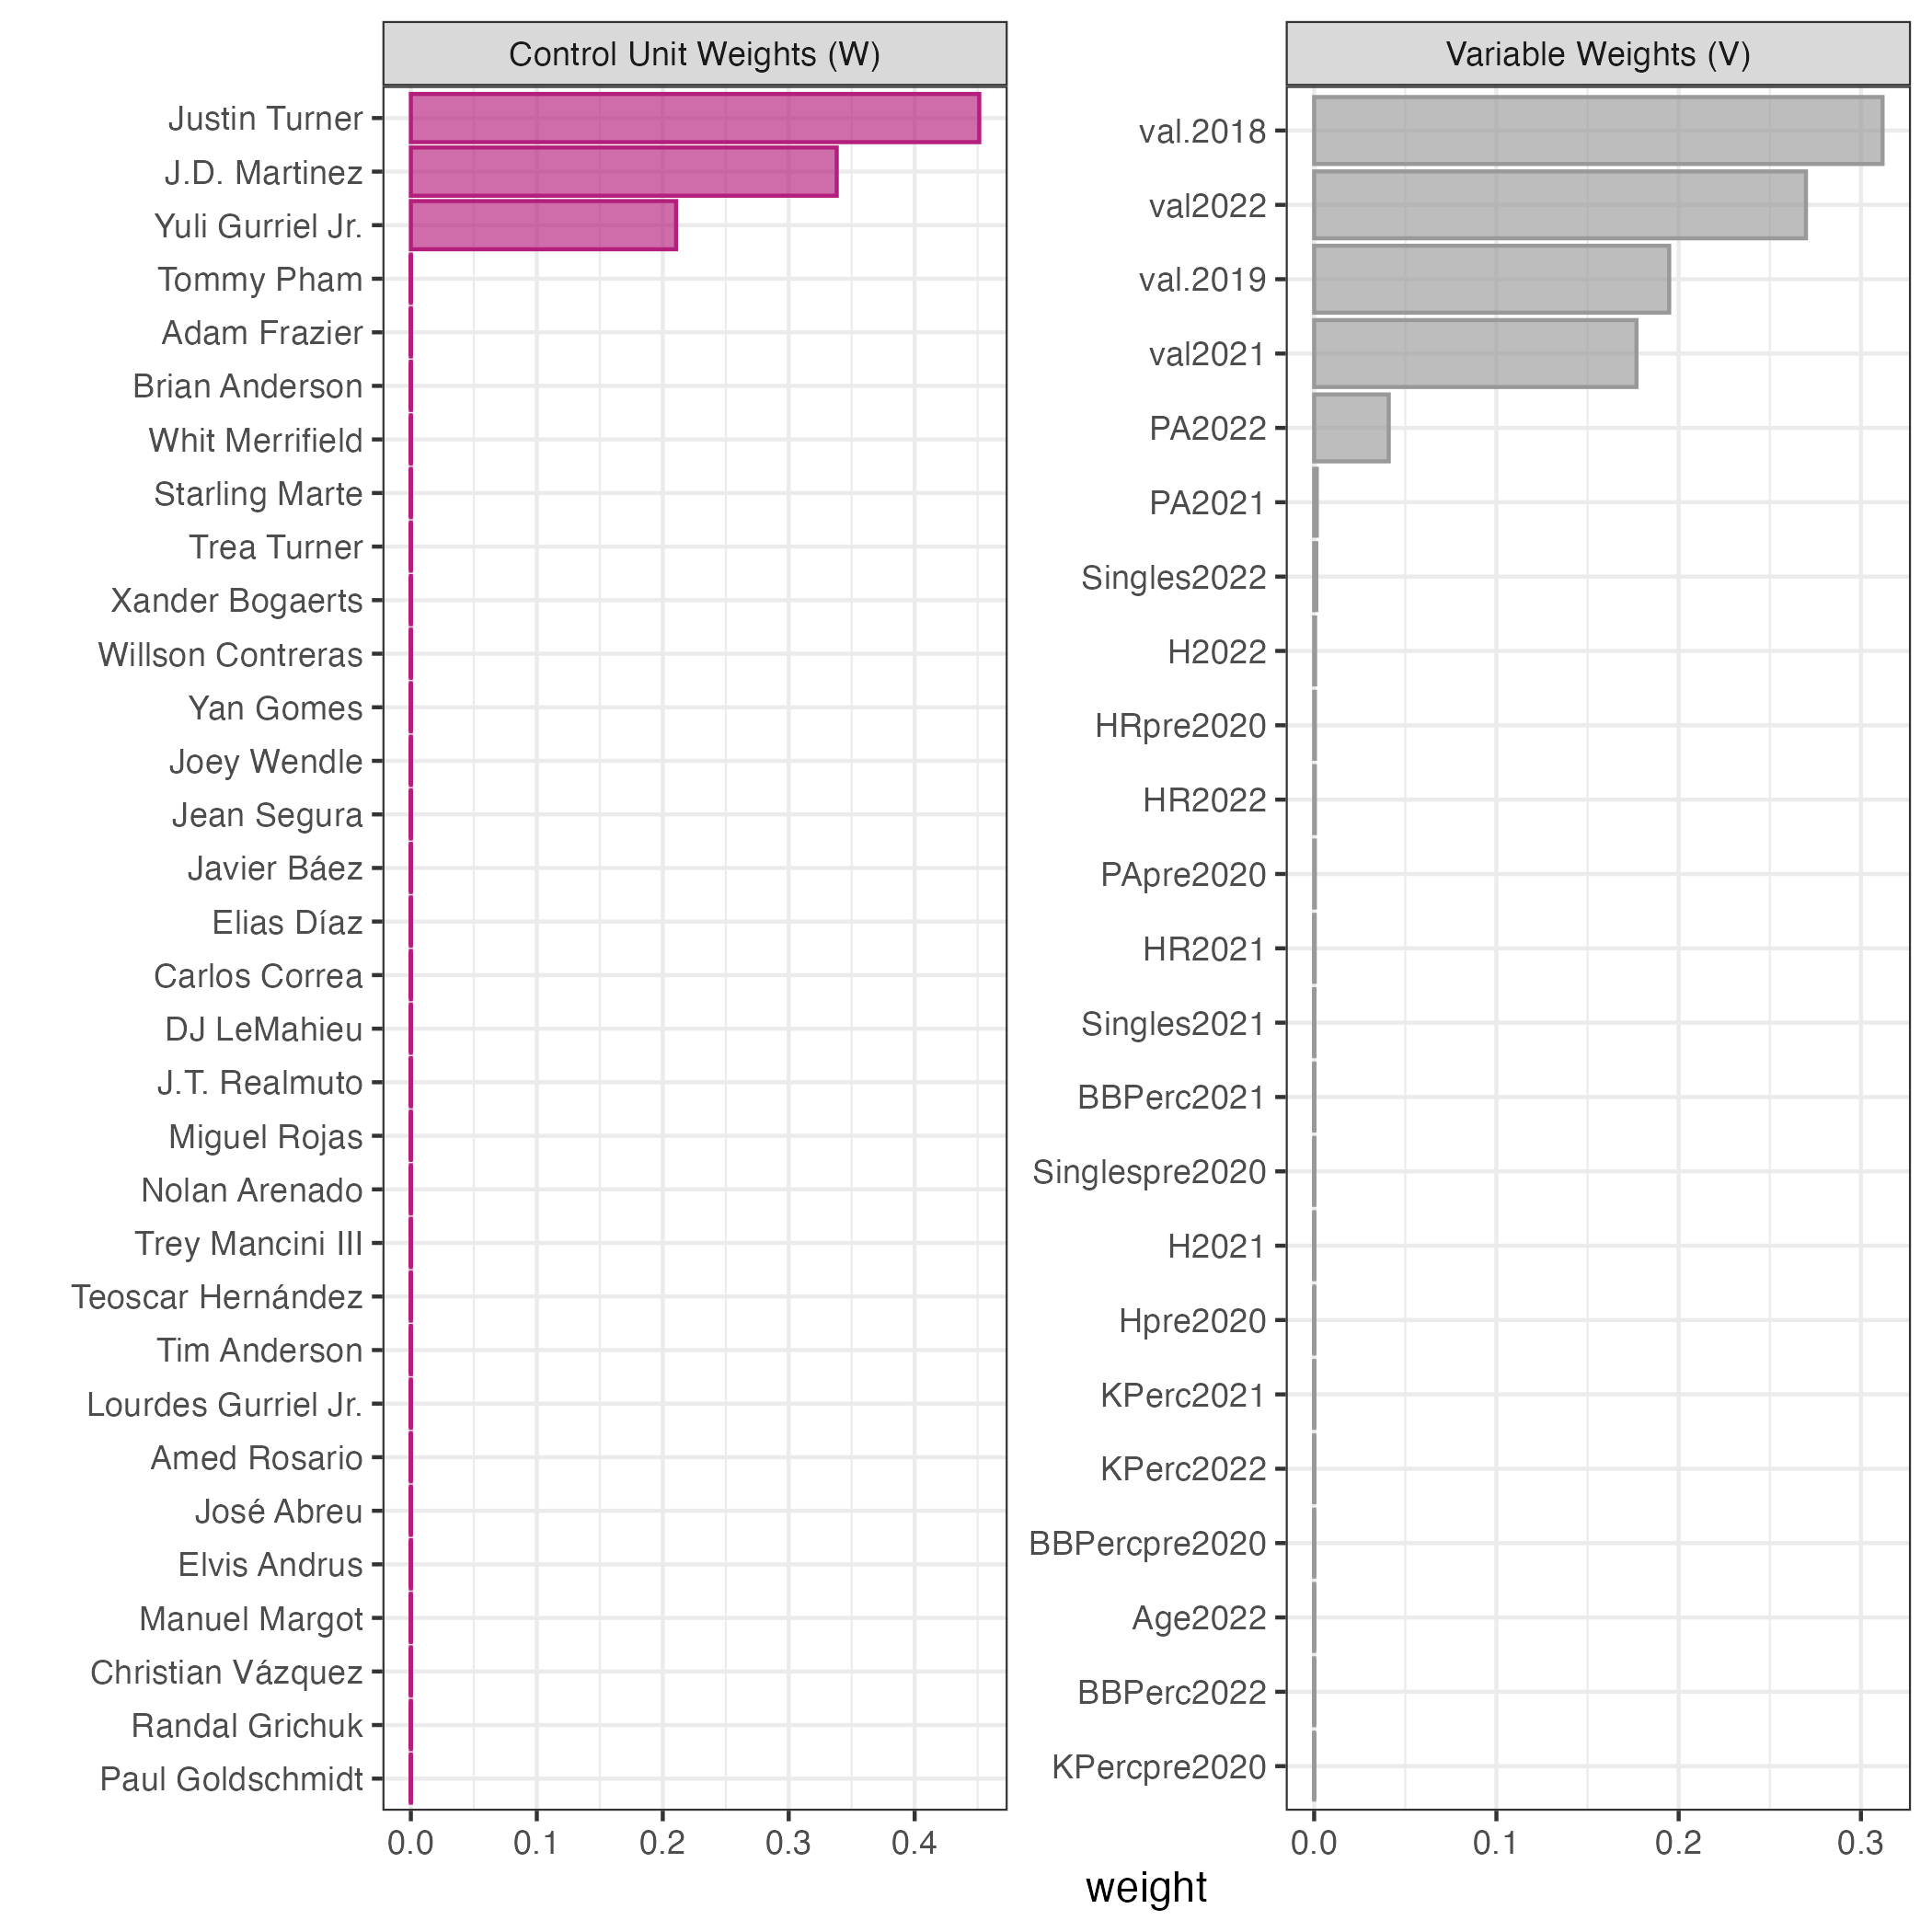 Control Unit Weights (W)
Justin Turner
J.D. Martinez
Yuli Gurriel Jr.
Tommy Pham
Adam Frazier
Brian Anderson
Whit Merrifield
Starling Marte
Trea Turner
Xander Bogaerts
Willson Contreras
Yan Gomes
Joey Wendle
Jean Segura
Javier Báez
Elias Díaz
Carlos Correa
DJ LeMahieu
J.T. Realmuto
Miguel Rojas
Nolan Arenado
Trey Mancini III
Teoscar Hernández
Tim Anderson
Lourdes Gurriel Jr.
Amed Rosario
José Abreu
Elvis Andrus
Manuel Margot
Christian Vázquez
Randal Grichuk
Paul Goldschmidt
0.0 0.1 0.2 0.3 0.4
Variable Weights (V)
val.2018
val2022
val.2019
val2021
PA2022
PA2021
Singles2022
H2022
HRpre2020
HR2022
PApre2020
HR2021
Singles2021
BBPerc2021
Singlespre2020
H2021
Hpre2020
KPerc2021
KPerc2022
BBPercpre2020
Age2022
BBPerc2022
KPercpre2020
0.0 0.1 0.2 0.3
weight